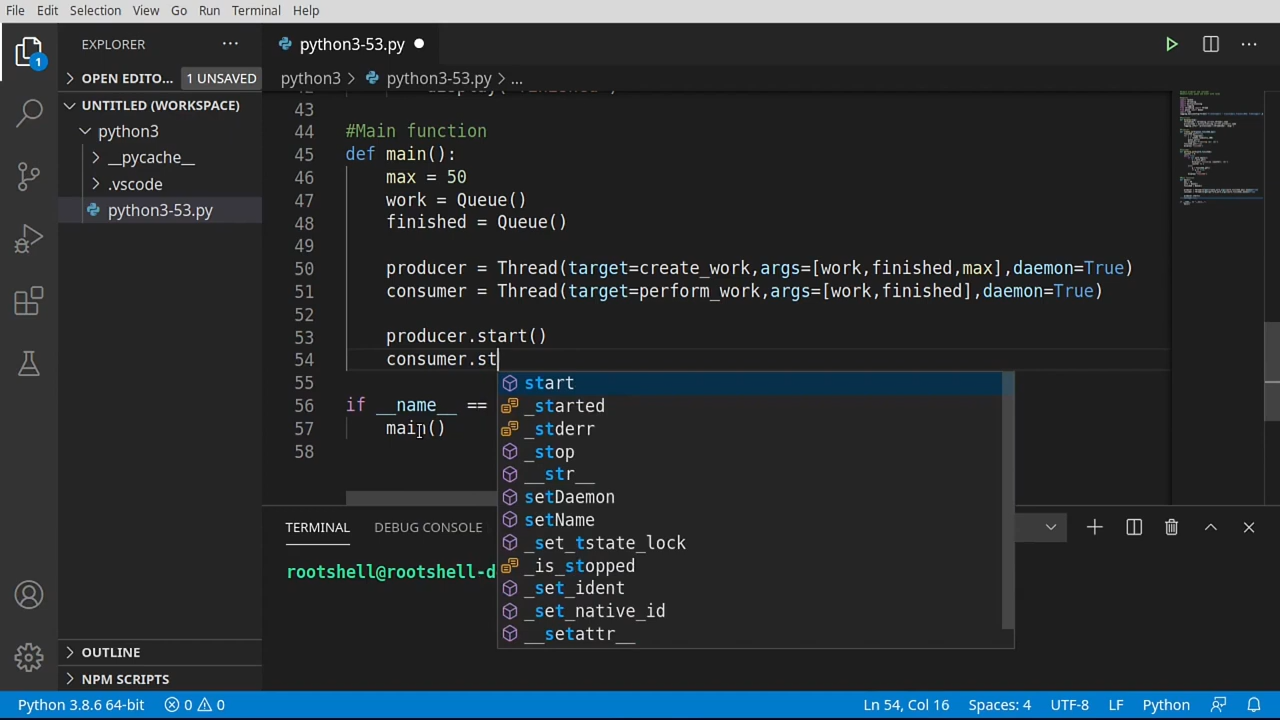 File Edit Selection View Go Run Terminal Help
EXPLORER
python3-53.py
1
OPEN EDITO... 1 UNSAVED
python3 > python3-53.py > ...
UNTITLED (WORKSPACE)
python3
__pycache__
.vscode
python3-53.py
43
44 #Main function
45 def main():
46 max = 50
47 work = Queue()
48 finished = Queue()
49
50 producer = Thread(target=create_work,args=[work,finished,max],daemon=True)
51 consumer = Thread(target=perform_work,args=[work,finished],daemon=True)
52
53 producer.start()
54 consumer.st
55
56 if __name__ ==
57 main()
58
start
_started
_stderr
_stop
__str__
setDaemon
setName
_set_tstate_lock
_is_stopped
_set_ident
_set_native_id
__setattr__
TERMINAL DEBUG CONSOLE
rootshell@rootshell-d
OUTLINE
NPM SCRIPTS
Python 3.8.6 64-bit 0 0 Ln 54, Col 16 Spaces: 4 UTF-8 LF Python